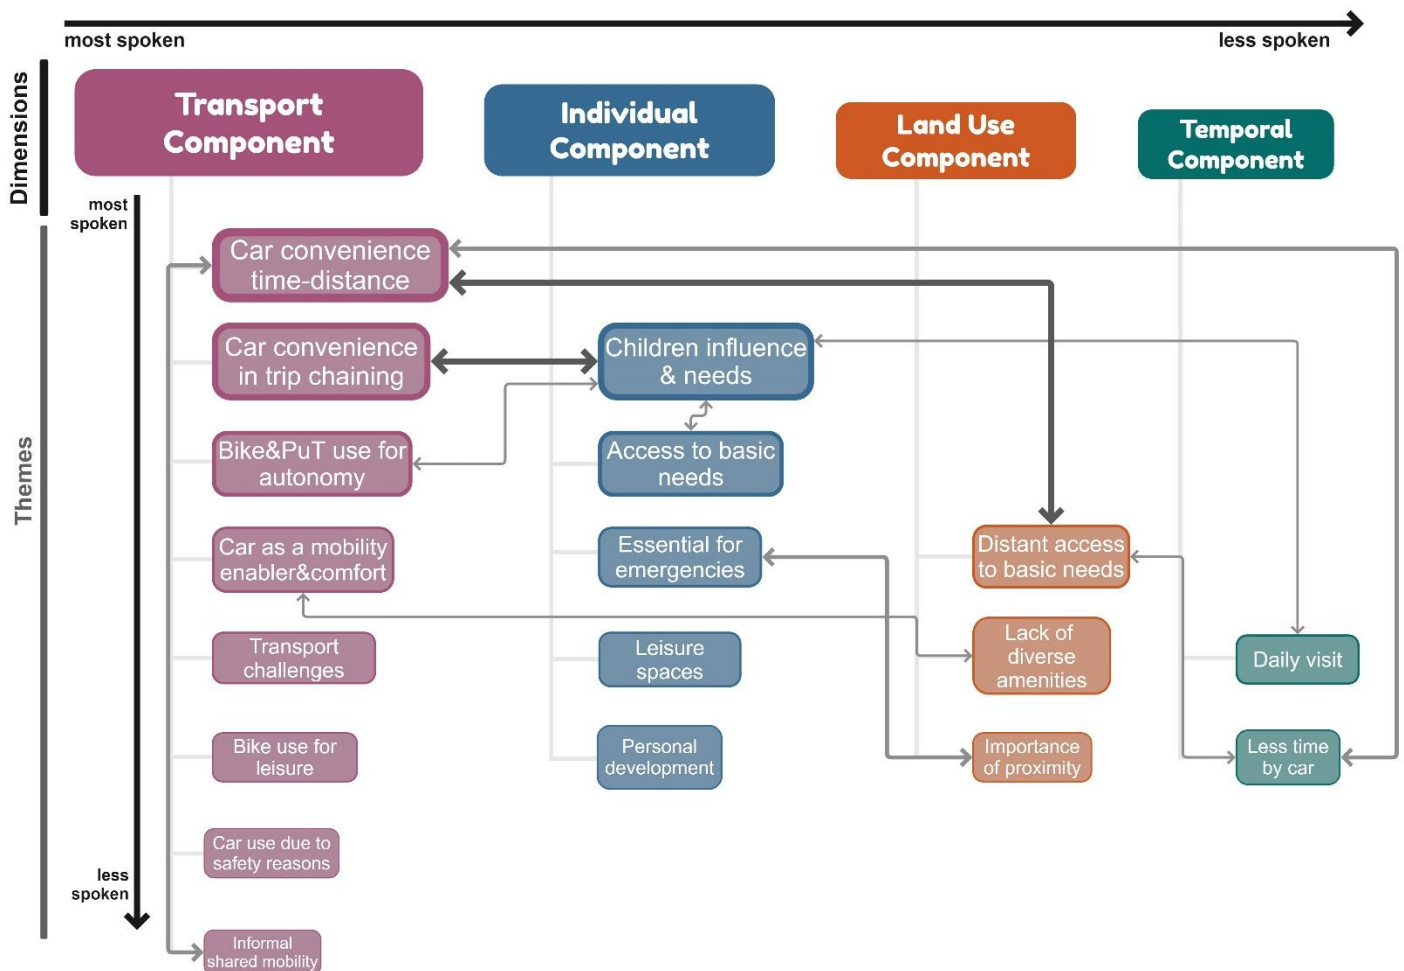 most spoken
less spoken
Dimensions
Transport
Component
Individual
Component
Land Use
Component
Temporal
Component
most
spoken
Themes
Car convenience
time-distance
Car convenience
in trip chaining
Children influence
& needs
Bike&PuT use for
autonomy
Access to basic
needs
Car as a mobility
enabler&comfort
Essential for
emergencies
Distant access
to basic needs
Transport
challenges
Leisure
spaces
Lack of
diverse
amenities
Daily visit
Bike use for
leisure
Personal
development
Importance
of proximity
Less time
by car
Car use due to
safety reasons
less
spoken
Informal
shared mobility